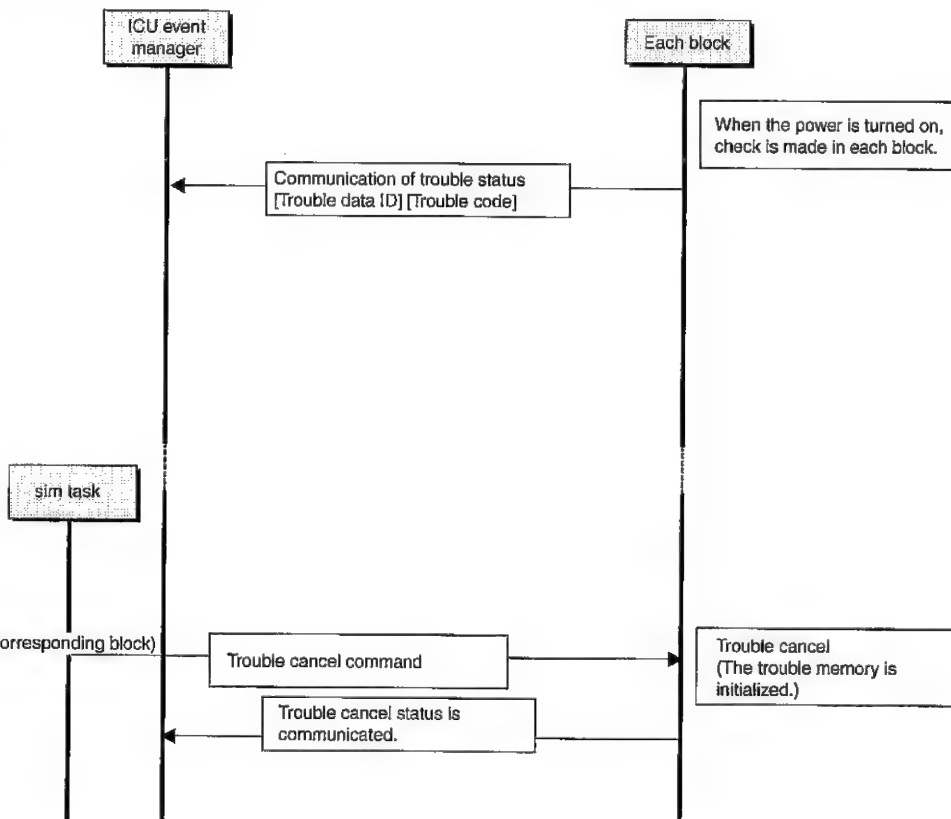 ICU event
manager
Each block
When the power is turned on,
check is made in each block.
Communication of trouble status
[Trouble data ID] [Trouble code]
sim task
orresponding block)
Trouble cancel command
Trouble cancel
(The trouble memory is
initialized.)
Trouble cancel status is
communicated.